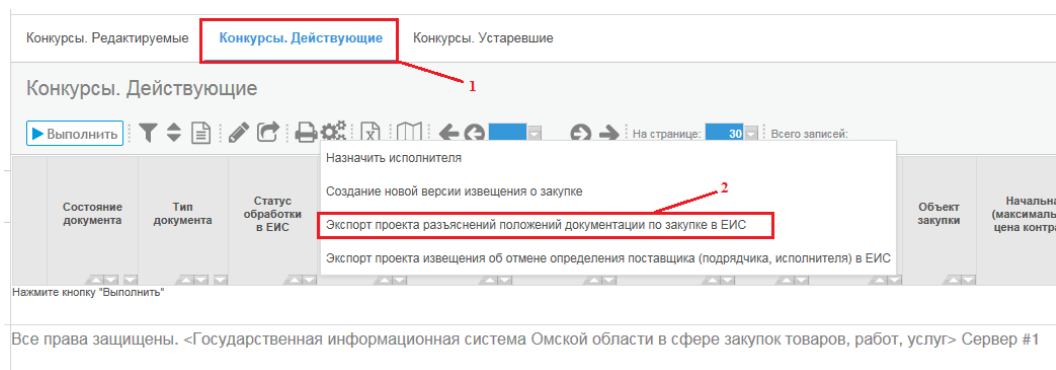 Конкурсы. Редактируемые Конкурсы. Действующие Конкурсы. Устаревшие
1
Конкурсы. Действующие
Выполнить На странице: 30 Всего записей:
Назначить исполнителя
Создание новой версии извещения о закупке
2
Экспорт проекта разъяснений положений документации по закупке в ЕИС
Экспорт проекта извещения об отмене определения поставщика (подрядчика, исполнителя) в ЕИС
Состояние документа
Тип документа
Статус обработки в ЕИС
Объект закупки
Начальна
(максималь
цена контра
Нажмите кнопку "Выполнить"
Все права защищены. <Государственная информационная система Омской области в сфере закупок товаров, работ, услуг> Сервер #1